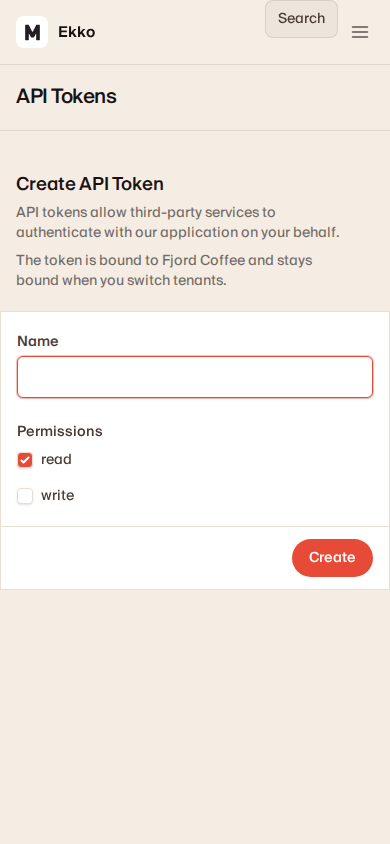 M
Ekko
Search
API Tokens
Create API Token
API tokens allow third-party services to
authenticate with our application on your behalf.
The token is bound to Fjord Coffee and stays
bound when you switch tenants.
Name
Permissions
read
write
Create